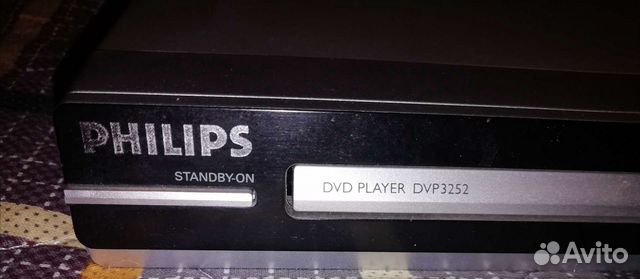 PHILIPS
STANDBY-ON
DVD PLAYER DVP3252
Avito